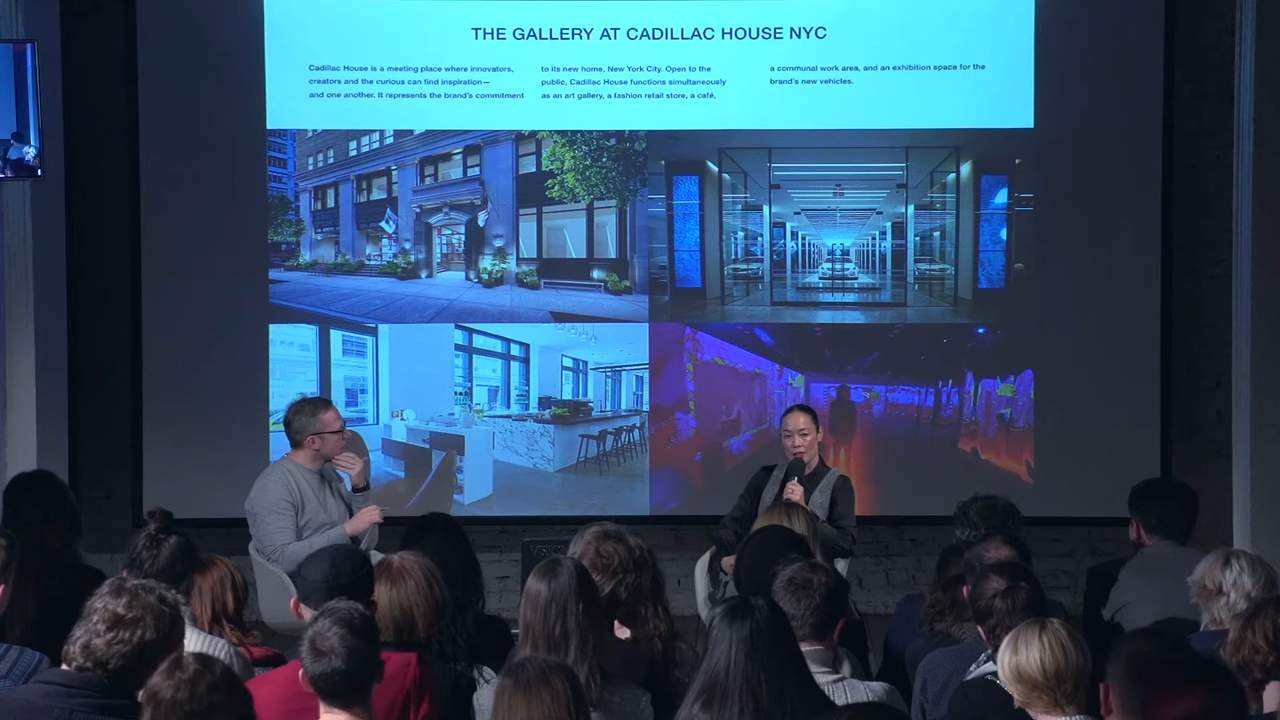 THE GALLERY AT CADILLAC HOUSE NYC
Cadillac House is a meeting place where innovators,
creators and the curious can find inspiration—
and one another. It represents the brand's commitment
to its new home, New York City. Open to the
public, Cadillac House functions simultaneously
as an art gallery, a fashion retail store, a café,
a communal work area, and an exhibition space for the
brand's new vehicles.